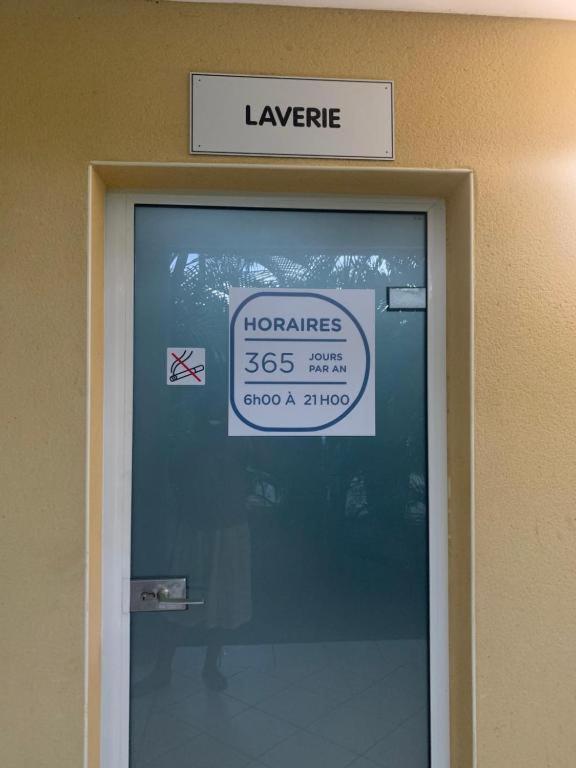 LAVERIE
HORAIRES
365 JOURS
PAR AN
6h00 À 21H00